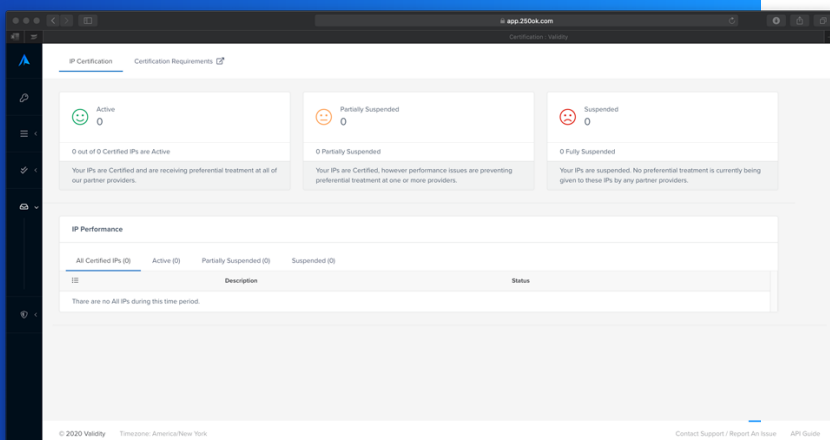 app.250ok.com
Certification - Validity
IP Certification
Certification Requirements
Active
0
0 out of 0 Certified IPs are Active
Your IPs are Certified and are receiving preferential treatment at all of
our partner providers.
Partially Suspended
0
0 Partially Suspended
Your IPs are Certified, however performance issues are preventing
preferential treatment at one or more providers.
Suspended
0
0 Fully Suspended
Your IPs are suspended. No preferential treatment is currently being
given to these IPs by any partner providers.
IP Performance
All Certified IPs (0)
Active (0)
Partially Suspended (0)
Suspended (0)
Description
Status
Thare are no All IPs during this time period.
© 2020 Validity
Timezone: America/New York
Contact Support / Report An Issue
API Guide